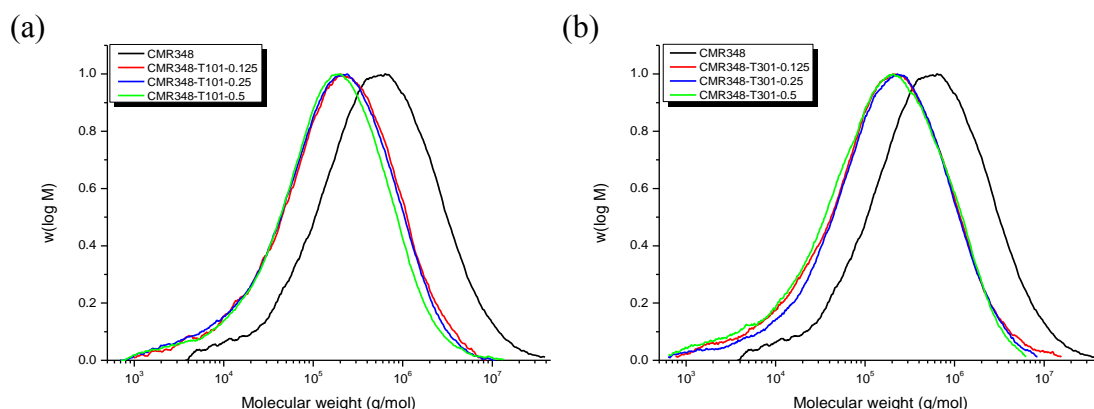 (a)
CMR348
CMR348-T101-0.125
CMR348-T101-0.25
CMR348-T101-0.5
1.0
0.8
0.6
0.4
0.2
0.0
w(log M)
10³
10⁴
10⁵
10⁶
10⁷
Molecular weight (g/mol)
(b)
CMR348
CMR348-T301-0.125
CMR348-T301-0.25
CMR348-T301-0.5
1.0
0.8
0.6
0.4
0.2
0.0
w(log M)
10³
10⁴
10⁵
10⁶
10⁷
Molecular weight (g/mol)